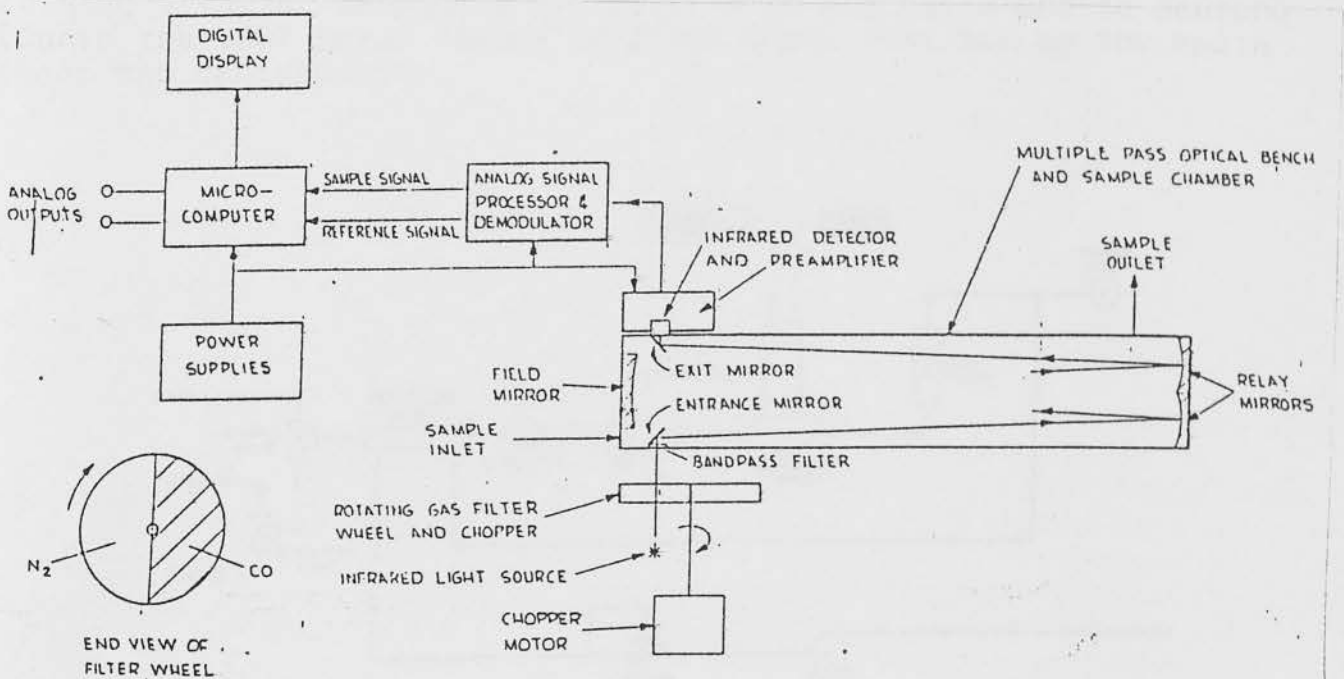 DIGITAL
DISPLAY
ANALOG
OUTPUTS
MICRO-
COMPUTER
SAMPLE SIGNAL
REFERENCE SIGNAL
ANALOG SIGNAL
PROCESSOR &
DEMODULATOR
POWER
SUPPLIES
MULTIPLE PASS OPTICAL BENCH
AND SAMPLE CHAMBER
INFRARED DETECTOR
AND PREAMPLIFIER
SAMPLE
OUTLET
FIELD
MIRROR
EXIT MIRROR
ENTRANCE MIRROR
RELAY
MIRRORS
SAMPLE
INLET
BANDPASS FILTER
ROTATING GAS FILTER
WHEEL AND CHOPPER
INFRARED LIGHT SOURCE
CHOPPER
MOTOR
N2
CO
END VIEW OF
FILTER WHEEL